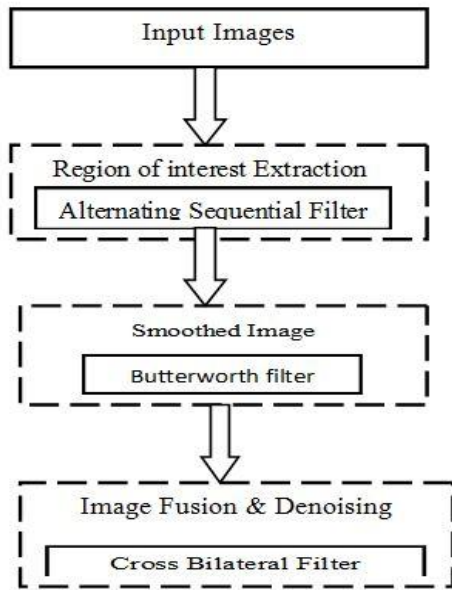 Input Images
Region of interest Extraction
Alternating Sequential Filter
Smoothed Image
Butterworth filter
Image Fusion & Denoising
Cross Bilateral Filter